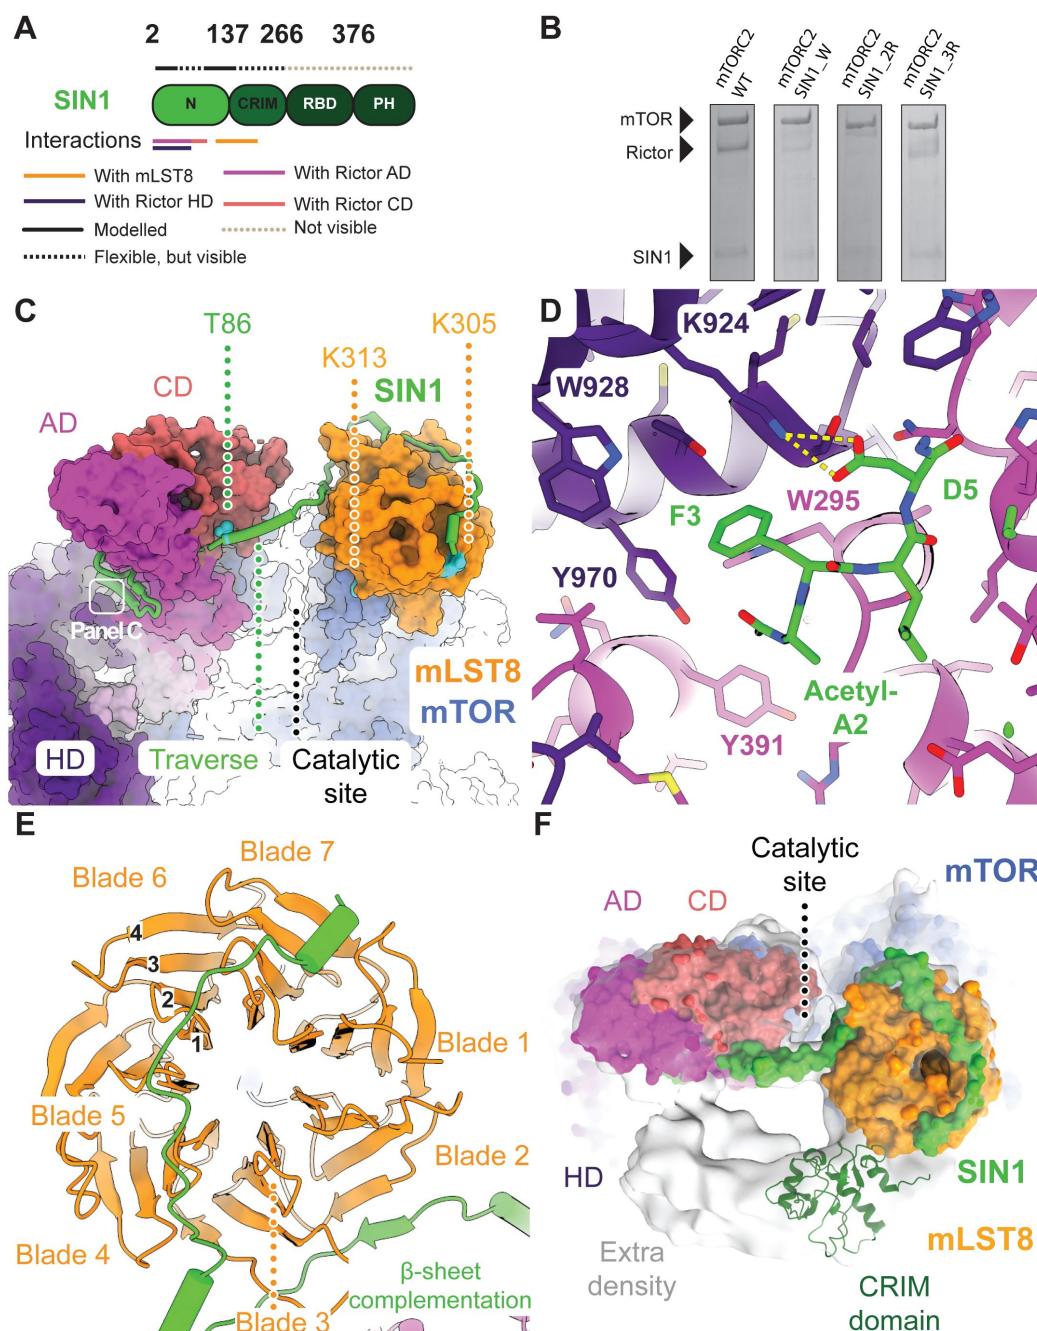 A
2 137 266 376
SIN1
N CRIM RBD PH
Interactions
With mLST8
With Rictor AD
With Rictor HD
With Rictor CD
Modelled
Not visible
Flexible, but visible
B
mTORC2 WT
mTORC2 SIN1_W
mTORC2 SIN1_2R
mTORC2 SIN1_3R
mTOR
Rictor
SIN1
C
T86
K305
K313
SIN1
CD
AD
Panel C
mLST8
mTOR
HD
Traverse
Catalytic
site
D
K924
W928
W295
D5
F3
Y970
Acetyl-
A2
Y391
E
Blade 7
Blade 6
4
3
2
1
Blade 1
Blade 5
Blade 2
Blade 4
β-sheet
complementation
Blade 3
F
Catalytic
site
mTOR
AD CD
HD
SIN1
mLST8
Extra
density
CRIM
domain